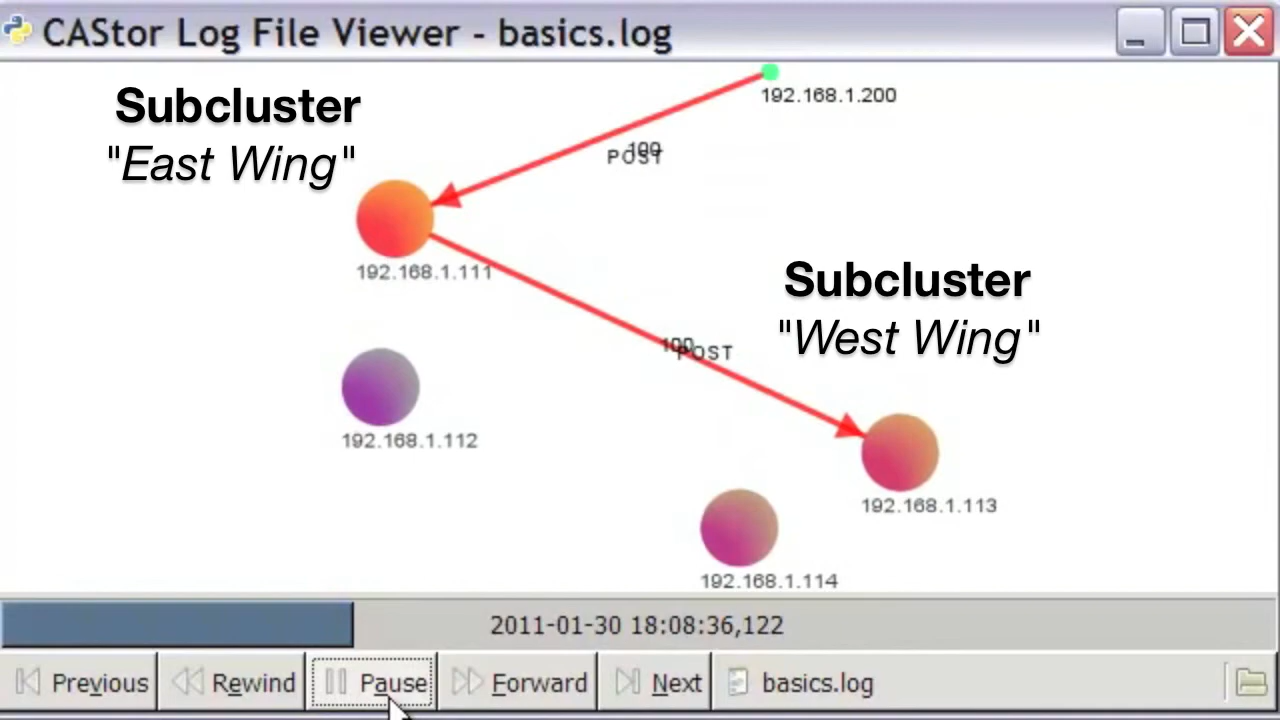 CAStor Log File Viewer - basics.log
Subcluster
"East Wing"
192.168.1.200
100
POST
192.168.1.111
Subcluster
"West Wing"
100
POST
192.168.1.112
192.168.1.113
192.168.1.114
2011-01-30 18:08:36,122
Previous Rewind Pause Forward Next basics.log